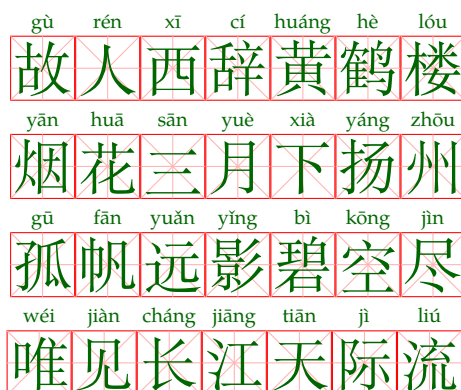 gù rén xī cí huáng hè lóu
故人西辞黄鹤楼
yān huā sān yuè xià yáng zhōu
烟花三月下扬州
gū fān yuǎn yǐng bì kōng jìn
孤帆远影碧空尽
wéi jiàn cháng jiāng tiān jì liú
唯见长江天际流